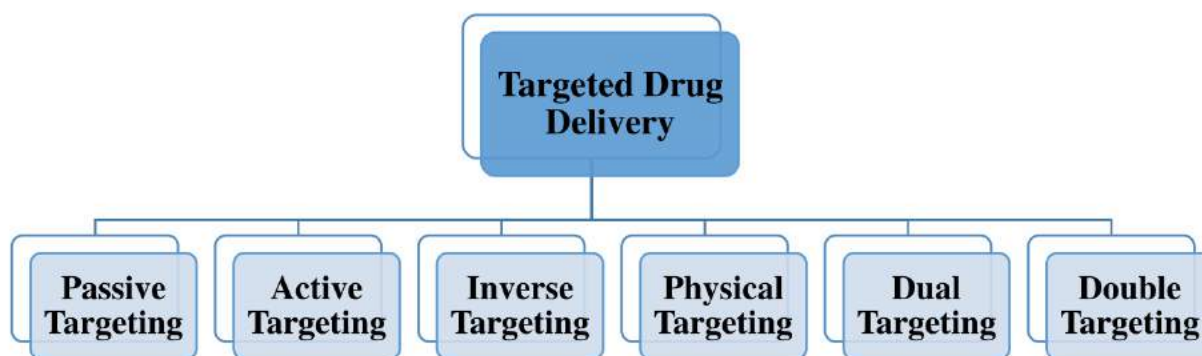 Targeted Drug
Delivery
Passive
Targeting
Active
Targeting
Inverse
Targeting
Physical
Targeting
Dual
Targeting
Double
Targeting